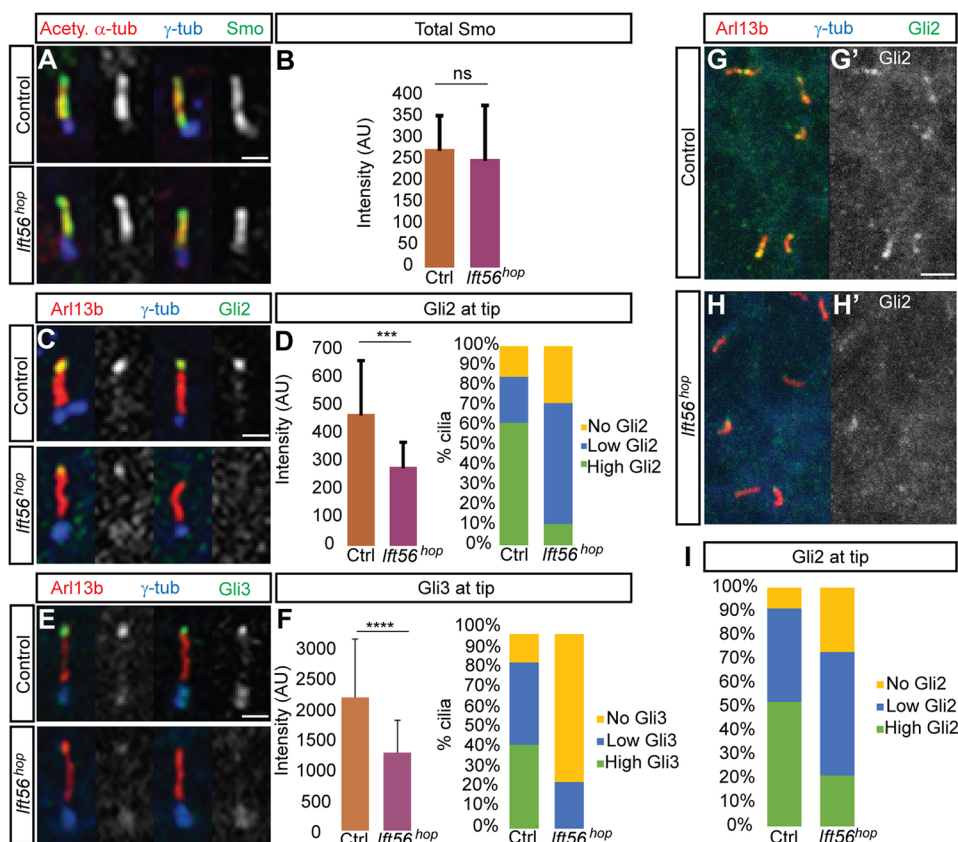 Acety. α-tub γ-tub Smo
Total Smo
Arl13b γ-tub Gli2
A
Control
Ift56hop
B
ns
Intensity (AU)
400
350
300
250
200
150
100
50
0
Ctrl Ift56hop
G
G’ Gli2
Control
Arl13b γ-tub Gli2
Gli2 at tip
C
Control
Ift56hop
D
***
Intensity (AU)
700
600
500
400
300
200
100
0
Ctrl Ift56hop
% cilia
100%
90%
80%
70%
60%
50%
40%
30%
20%
10%
0%
Ctrl Ift56hop
No Gli2
Low Gli2
High Gli2
H
H’ Gli2
Ift56hop
Arl13b γ-tub Gli3
Gli3 at tip
E
Control
Ift56hop
F
****
Intensity (AU)
3000
2500
2000
1500
1000
500
0
Ctrl Ift56hop
% cilia
100%
90%
80%
70%
60%
50%
40%
30%
20%
10%
0%
Ctrl Ift56hop
No Gli3
Low Gli3
High Gli3
I
Gli2 at tip
100%
90%
80%
70%
60%
50%
40%
30%
20%
10%
0%
Ctrl Ift56hop
No Gli2
Low Gli2
High Gli2